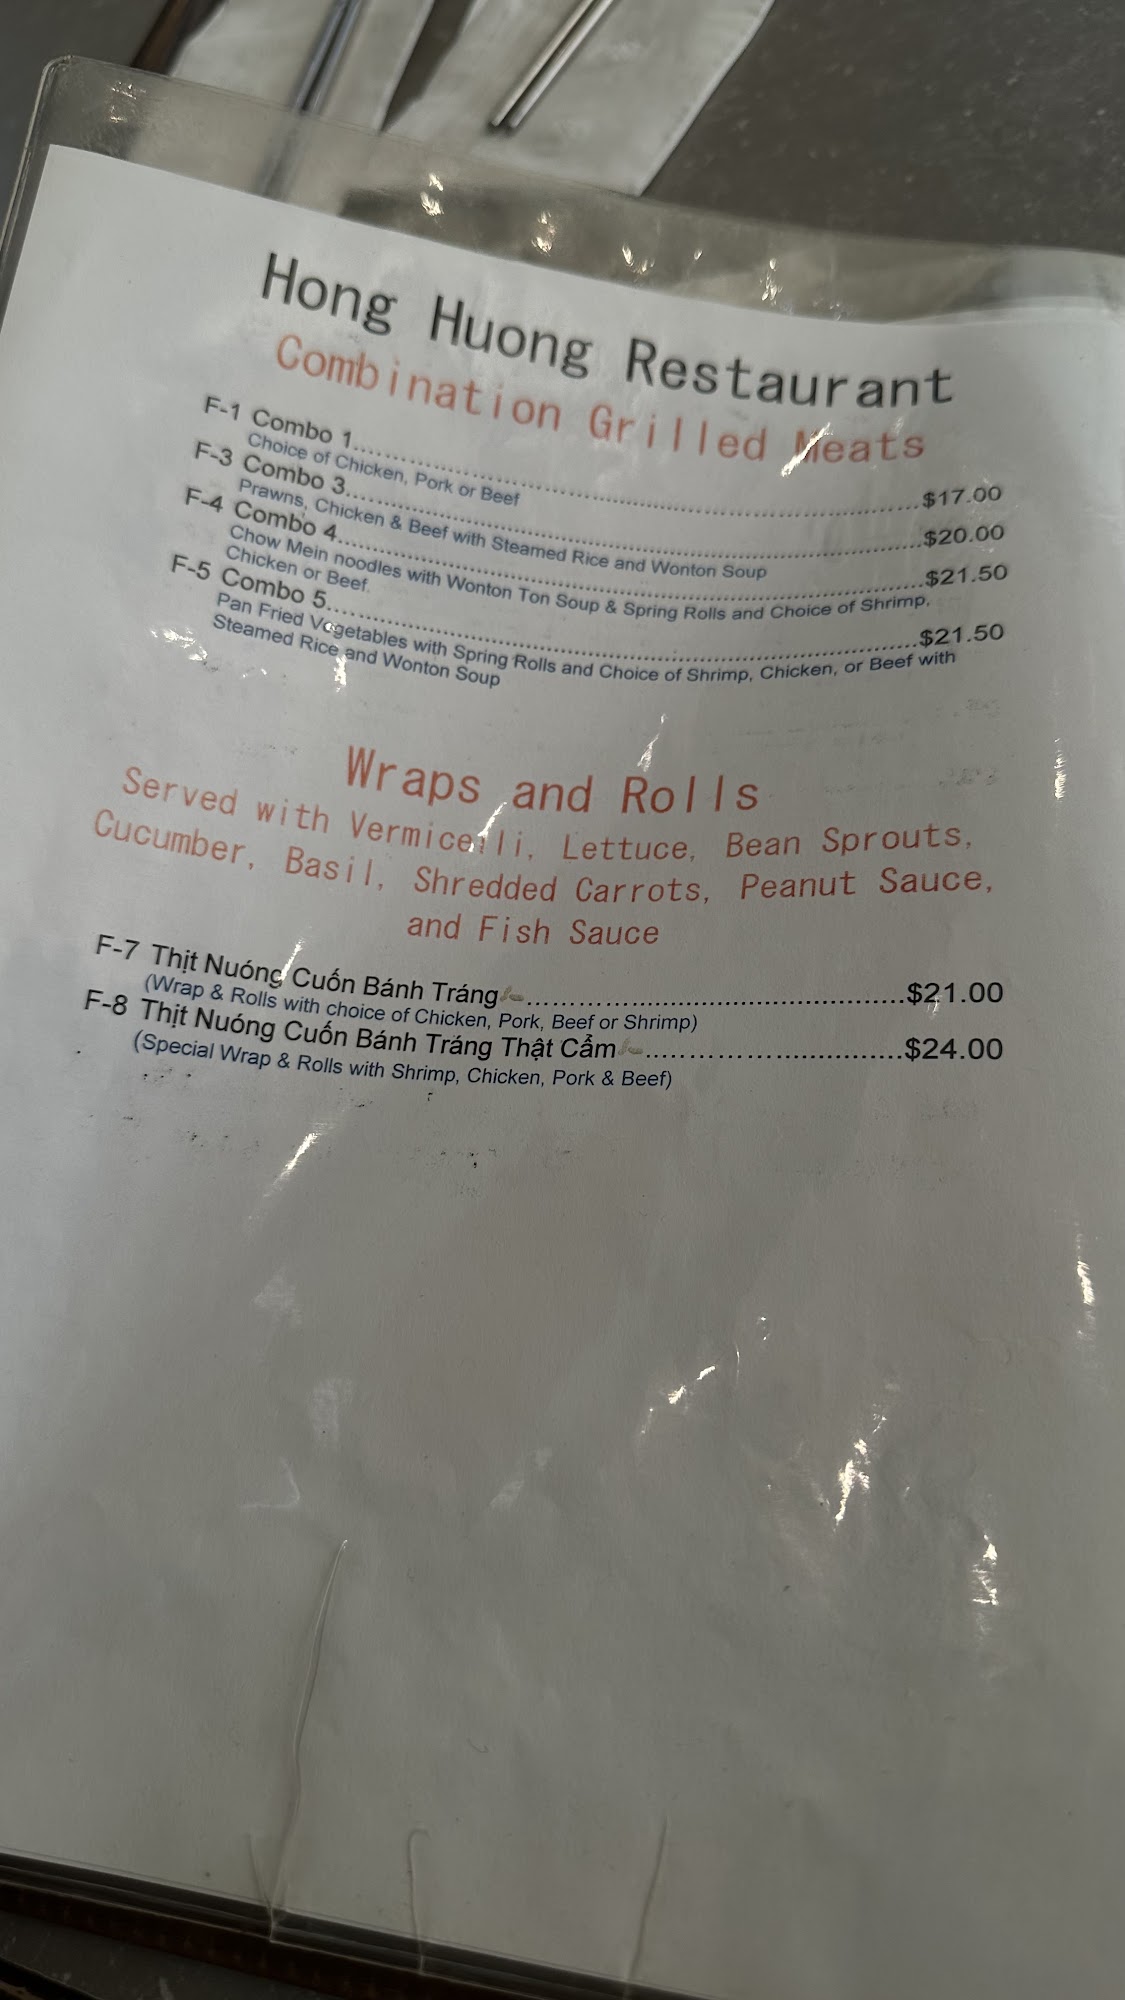 Hong Huong Restaurant
Combination Grilled Meats
F-1 Combo 1....................$17.00
Choice of Chicken, Pork or Beef
F-3 Combo 3....................$20.00
Prawns, Chicken & Beef with Steamed Rice and Wonton Soup
F-4 Combo 4....................$21.50
Chow Mein noodles with Wonton Ton Soup & Spring Rolls and Choice of Shrimp,
Chicken or Beef.
F-5 Combo 5....................$21.50
Pan Fried Vegetables with Spring Rolls and Choice of Shrimp, Chicken, or Beef with
Steamed Rice and Wonton Soup
Wraps and Rolls
Served with Vermicelli, Lettuce, Bean Sprouts,
Cucumber, Basil, Shredded Carrots, Peanut Sauce,
and Fish Sauce
F-7 Thịt Nuóng Cuốn Bánh Tráng....................$21.00
(Wrap & Rolls with choice of Chicken, Pork, Beef or Shrimp)
F-8 Thịt Nuóng Cuốn Bánh Tráng Thật Cẩm....................$24.00
(Special Wrap & Rolls with Shrimp, Chicken, Pork & Beef)